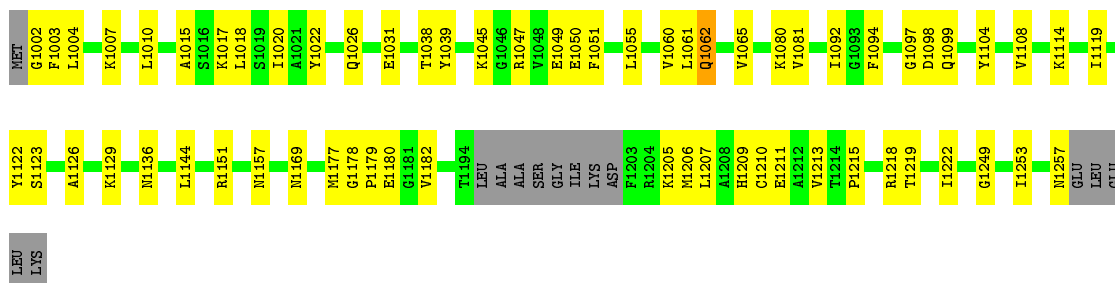 MET G1002 F1003 L1004 K1007 L1010 A1015 S1016 K1017 L1018 S1019 I1020 A1021 Y1022 Q1026 E1031 T1038 Y1039 K1045 G1046 R1047 V1048 E1049 E1050 F1051 L1055 V1060 L1061 Q1062 V1065 K1080 V1081 I1092 G1093 F1094 G1097 D1098 Q1099 Y1104 V1108 K1114 I1119
Y1122 S1123 A1126 K1129 N1136 L1144 R1151 N1157 N1169 M1177 G1178 P1179 E1180 G1181 V1182 T1194 LEU ALA ALA SER GLY ILE LYS ASP F1203 R1204 K1205 M1206 L1207 A1208 H1209 C1210 E1211 A1212 V1213 T1214 P1215 R1218 T1219 I1222 G1249 I1253 N1257 GLU LEU GLU
LEU LYS